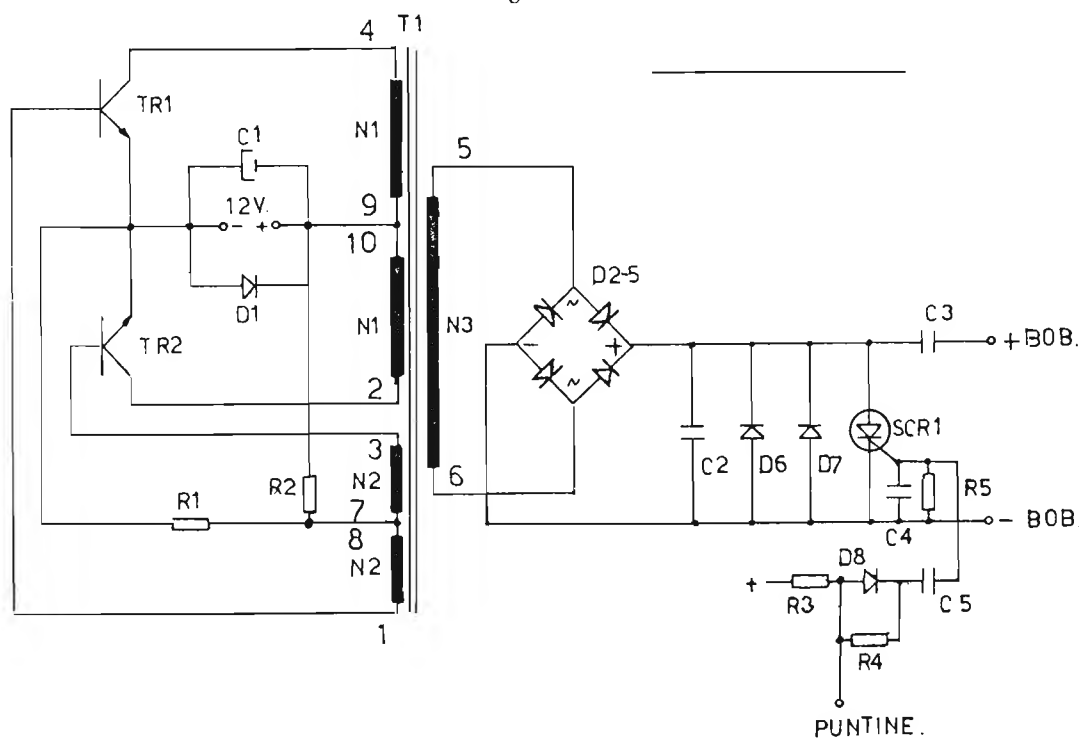 T1
4
TR1
C1
N1
5
12V.
- +
9
10
D2-5
D1
N1
N3
~
- +
~
C3
+ BOB.
TR2
2
SCR1
3
C2
D6
D7
6
R5
R1
R2
N2
7
8
C4
- BOB
N2
D8
+
R3
C5
1
R4
PUNTINE.